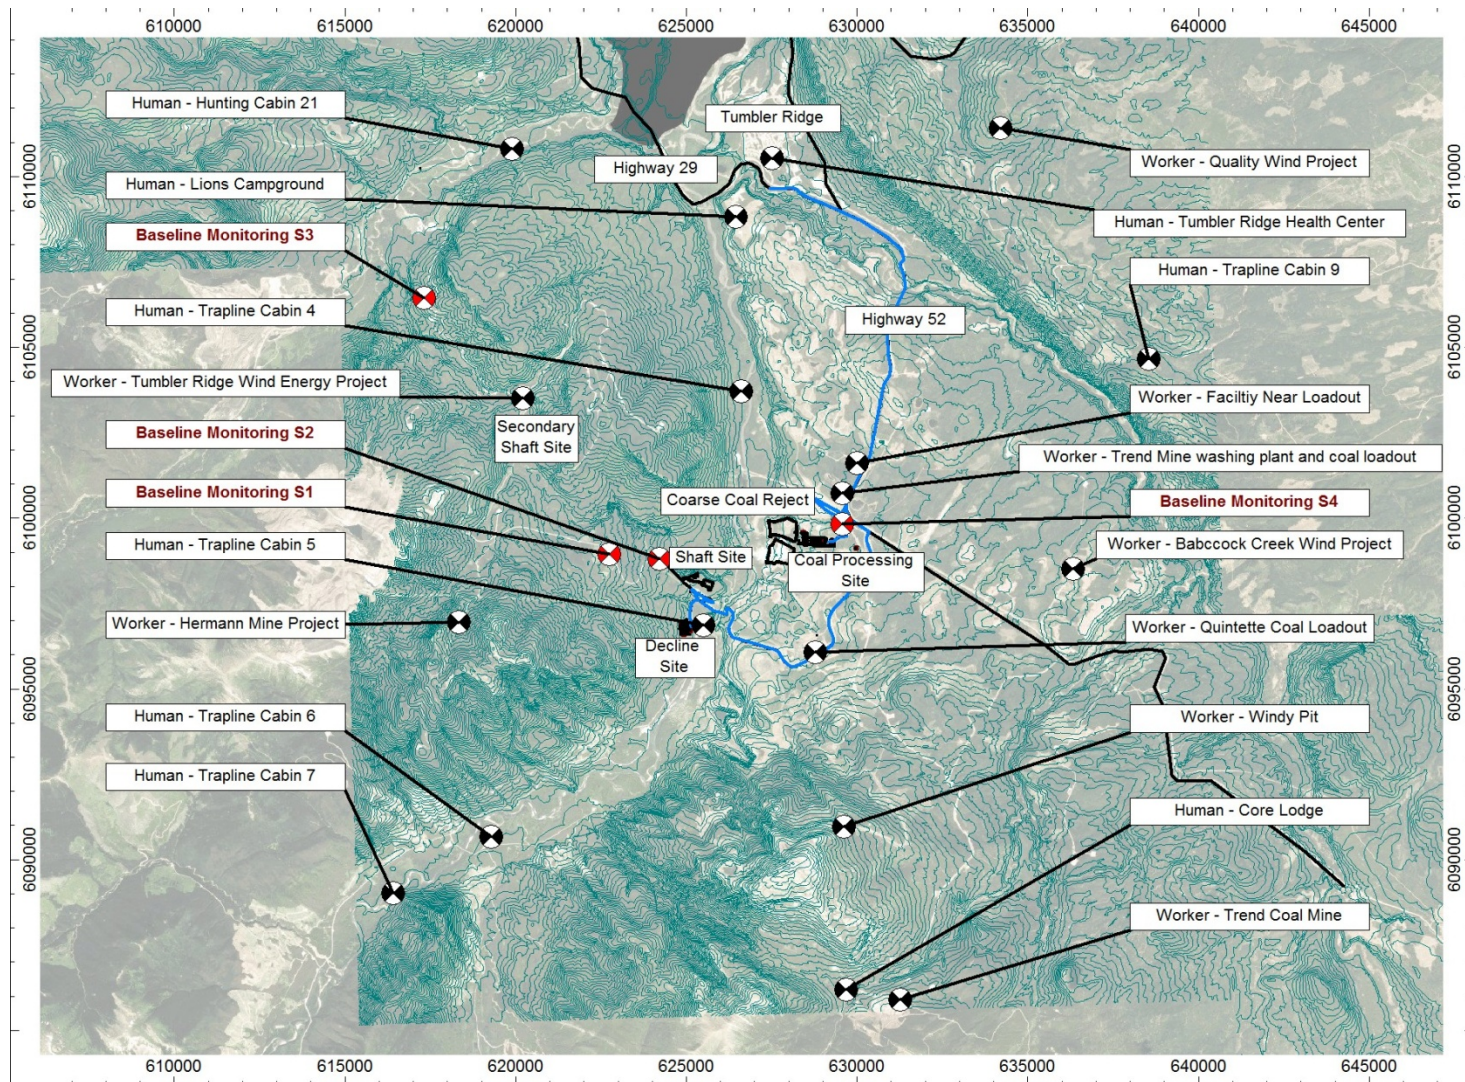 610000 615000 620000 625000 630000 635000 640000 645000
Human - Hunting Cabin 21
Tumbler Ridge
Highway 29
Worker - Quality Wind Project
6110000
6110000
Human - Lions Campground
Human - Tumbler Ridge Health Center
Baseline Monitoring S3
Human - Trapline Cabin 9
Human - Trapline Cabin 4
Highway 52
6105000
6105000
Worker - Tumbler Ridge Wind Energy Project
Worker - Faciltiy Near Loadout
Secondary
Shaft Site
Baseline Monitoring S2
Worker - Trend Mine washing plant and coal loadout
Baseline Monitoring S1
Coarse Coal Reject
Baseline Monitoring S4
6100000
6100000
Human - Trapline Cabin 5
Shaft Site
Coal Processing
Site
Worker - Babccock Creek Wind Project
Worker - Hermann Mine Project
Worker - Quintette Coal Loadout
Decline
Site
6095000
6095000
Human - Trapline Cabin 6
Worker - Windy Pit
Human - Trapline Cabin 7
Human - Core Lodge
6090000
6090000
Worker - Trend Coal Mine
610000 615000 620000 625000 630000 635000 640000 645000